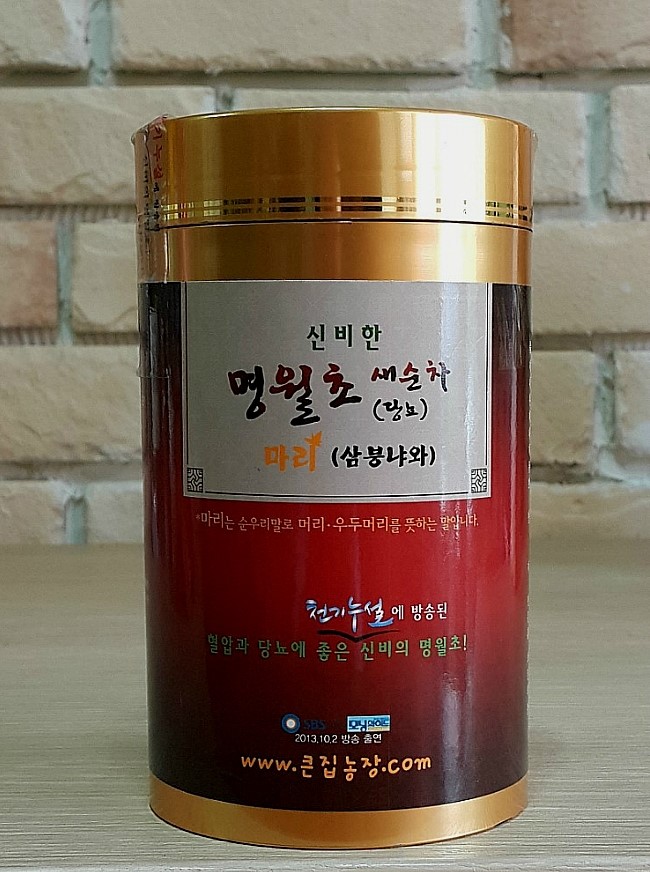 신비한
명월초 새순차
(당뇨)
마리 (삼붕냐와)
*마리는 순우리말로 머리·우두머리를 뜻하는 말입니다.
천기누설에 방송된
혈압과 당뇨에 좋은 신비의 명월초!
SBS 모닝와이드
2013.10.2 방송 출연
www.큰집농장.com